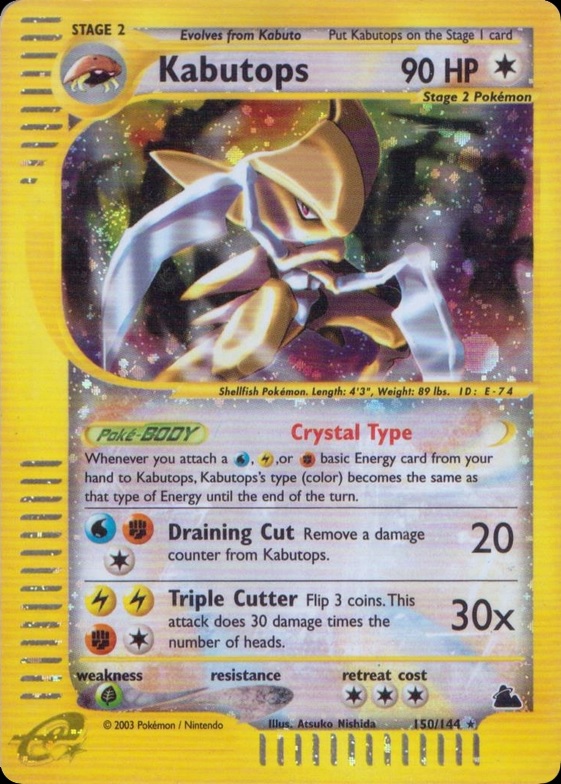 STAGE 2
Evolves from Kabuto Put Kabutops on the Stage 1 card
Kabutops 90 HP
Stage 2 Pokémon
Shellfish Pokémon. Length: 4'3", Weight: 89 lbs. ID: E-74
Poké-BODY Crystal Type
Whenever you attach a , ,or basic Energy card from your
hand to Kabutops, Kabutops's type (color) becomes the same as
that type of Energy until the end of the turn.
Draining Cut Remove a damage 20
counter from Kabutops.
Triple Cutter Flip 3 coins.This 30x
attack does 30 damage times the
number of heads.
weakness resistance retreat cost
© 2003 Pokémon / Nintendo Illus. Atsuko Nishida 150/144
e